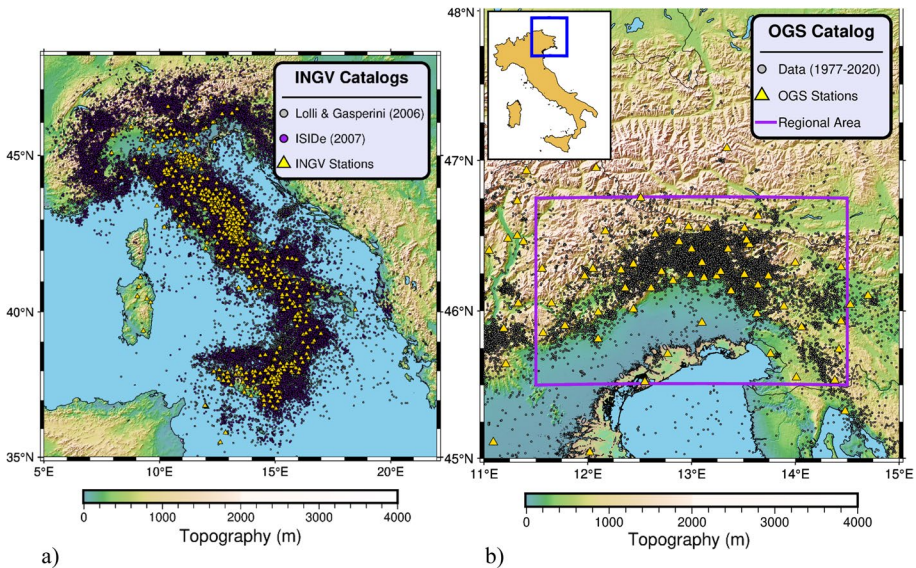 INGV Catalogs
Lolli & Gasperini (2006)
ISIDe (2007)
INGV Stations
45°N
40°N
35°N
5°E
10°E
15°E
20°E
0
1000
2000
3000
4000
Topography (m)
a)
OGS Catalog
Data (1977-2020)
OGS Stations
Regional Area
48°N
47°N
46°N
45°N
11°E
12°E
13°E
14°E
15°E
0
1000
2000
3000
4000
Topography (m)
b)